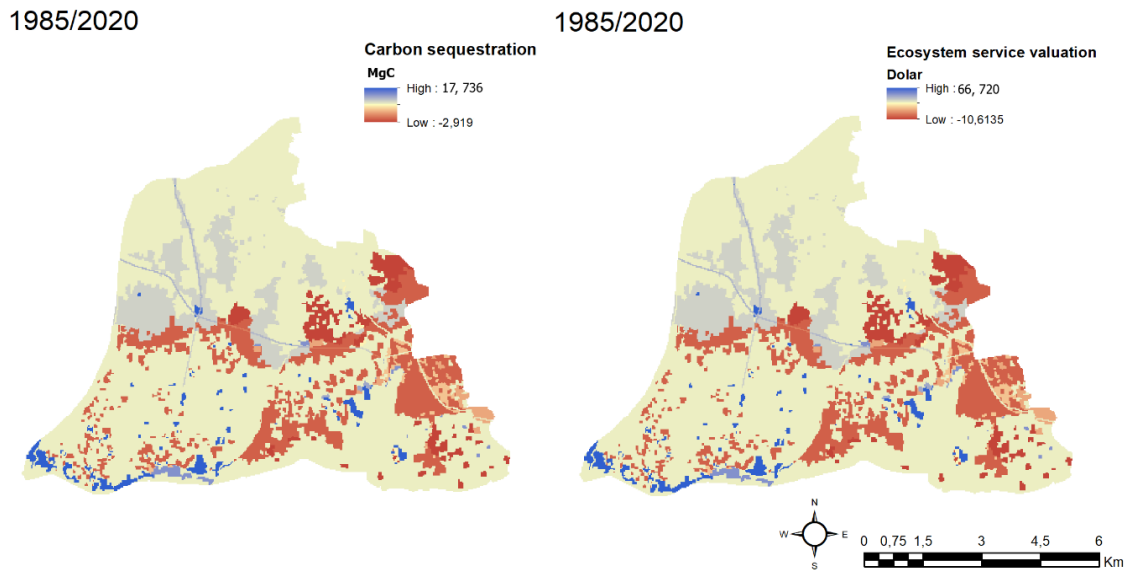 1985/2020
Carbon sequestration
MgC
High : 17, 736
Low : -2,919
1985/2020
Ecosystem service valuation
Dolar
High : 66, 720
Low : -10,6135
N
W E
S
0 0,75 1,5 3 4,5 6
Km